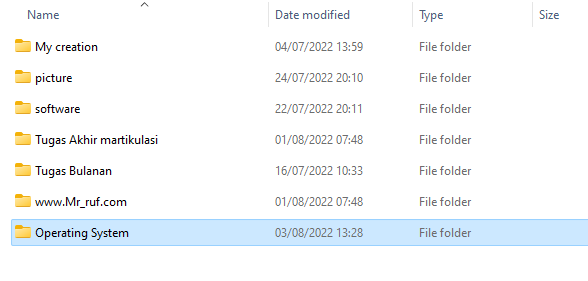 Name Date modified Type Size
My creation 04/07/2022 13:59 File folder
picture 24/07/2022 20:10 File folder
software 22/07/2022 20:11 File folder
Tugas Akhir martikulasi 01/08/2022 07:48 File folder
Tugas Bulanan 16/07/2022 10:33 File folder
www.Mr_ruf.com 01/08/2022 07:48 File folder
Operating System 03/08/2022 13:28 File folder